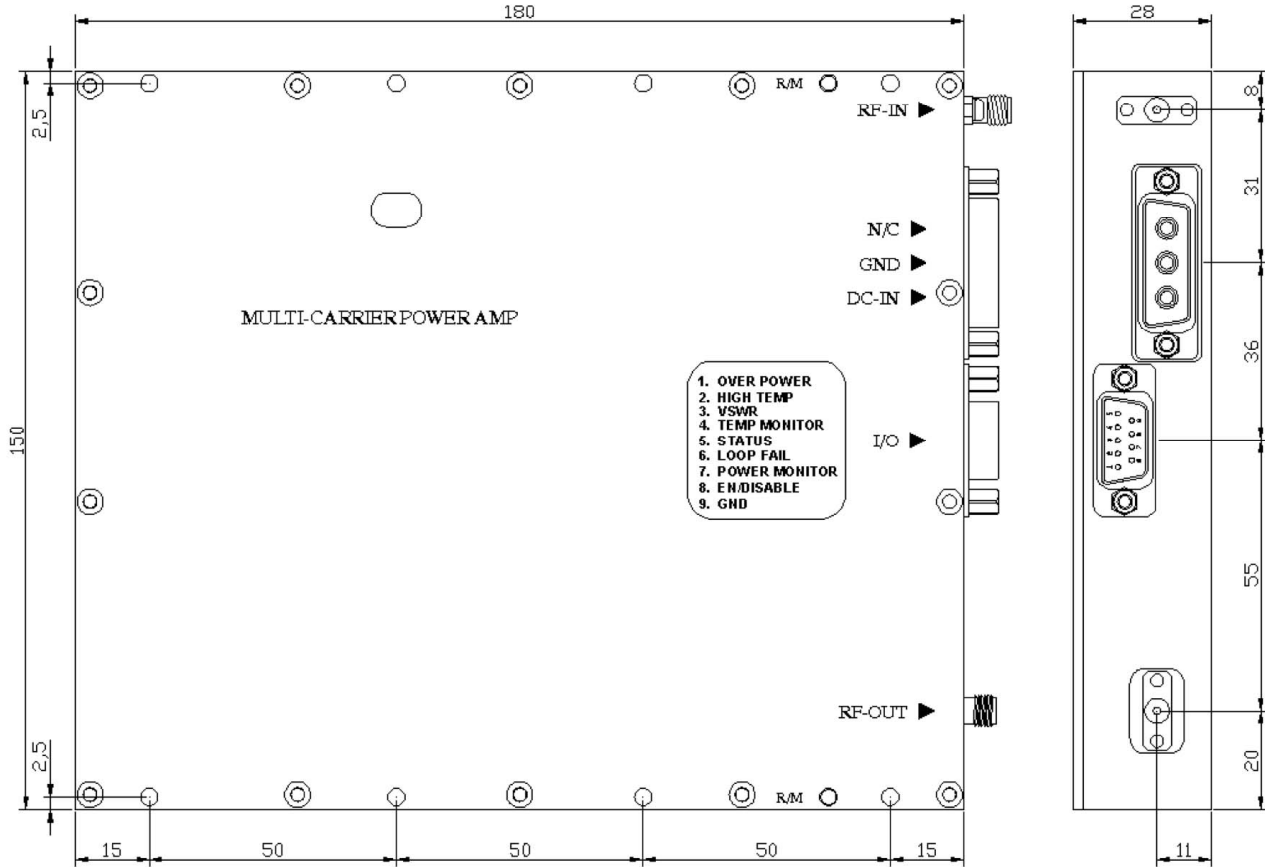 180
28
2,5
R/M
RF-IN
8
31
N/C
GND
DC-IN
MULTI-CARRIER POWER AMP
36
1. OVER POWER
2. HIGH TEMP
3. VSWR
4. TEMP MONITOR
5. STATUS
6. LOOP FAIL
7. POWER MONITOR
8. EN/DISABLE
9. GND
I/O
150
55
RF-OUT
2,5
20
R/M
15
50
50
50
15
11